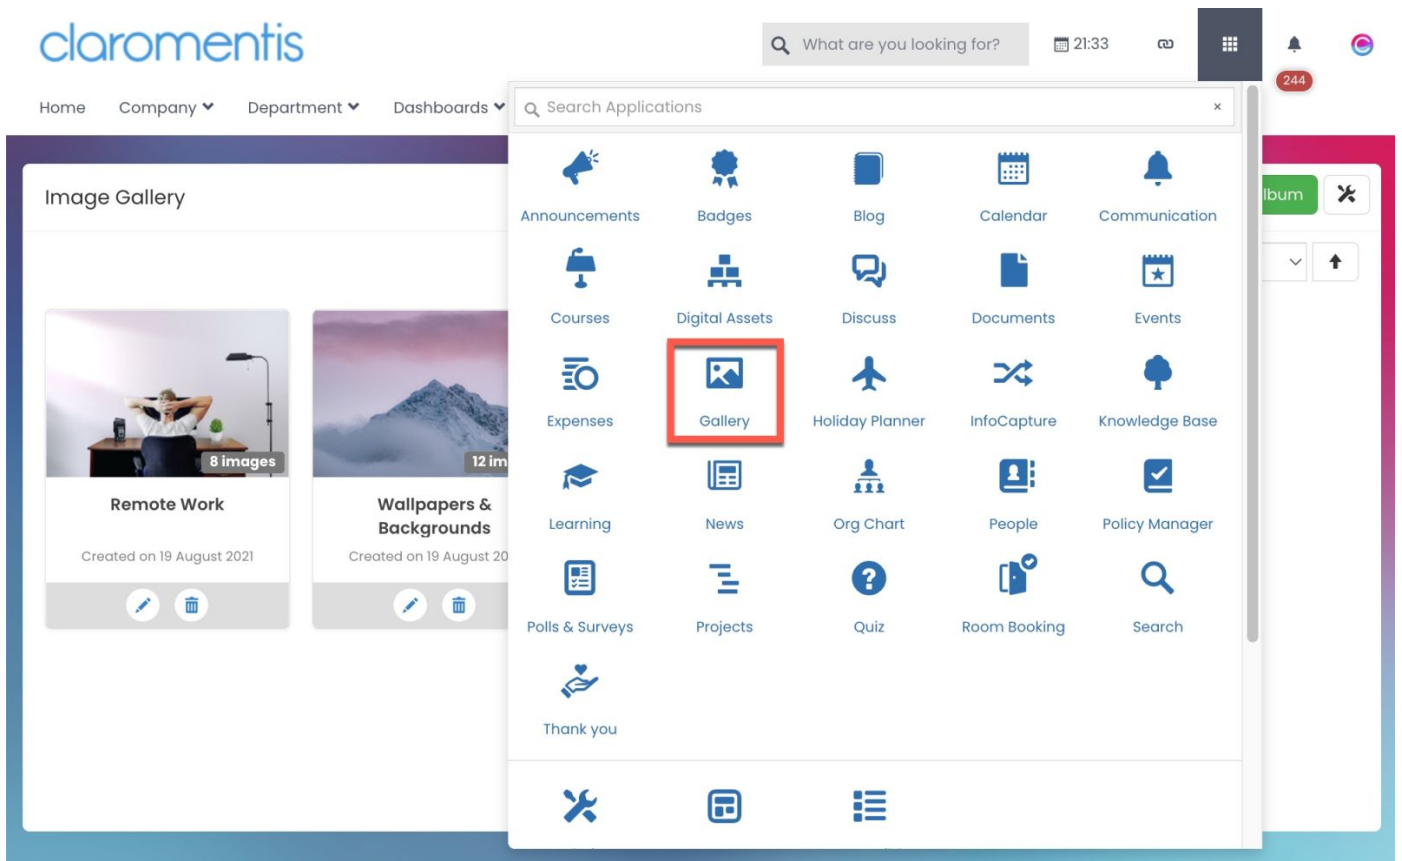 claromentis
What are you looking for?
21:33
244
Home Company Department Dashboards
Search Applications
×
Image Gallery
lbum
Announcements Badges Blog Calendar Communication
Courses Digital Assets Discuss Documents Events
Expenses Gallery Holiday Planner InfoCapture Knowledge Base
8 images
12 im
Learning News Org Chart People Policy Manager
Remote Work
Wallpapers &
Backgrounds
Created on 19 August 2021
Created on 19 August 20
Polls & Surveys Projects Quiz Room Booking Search
Thank you